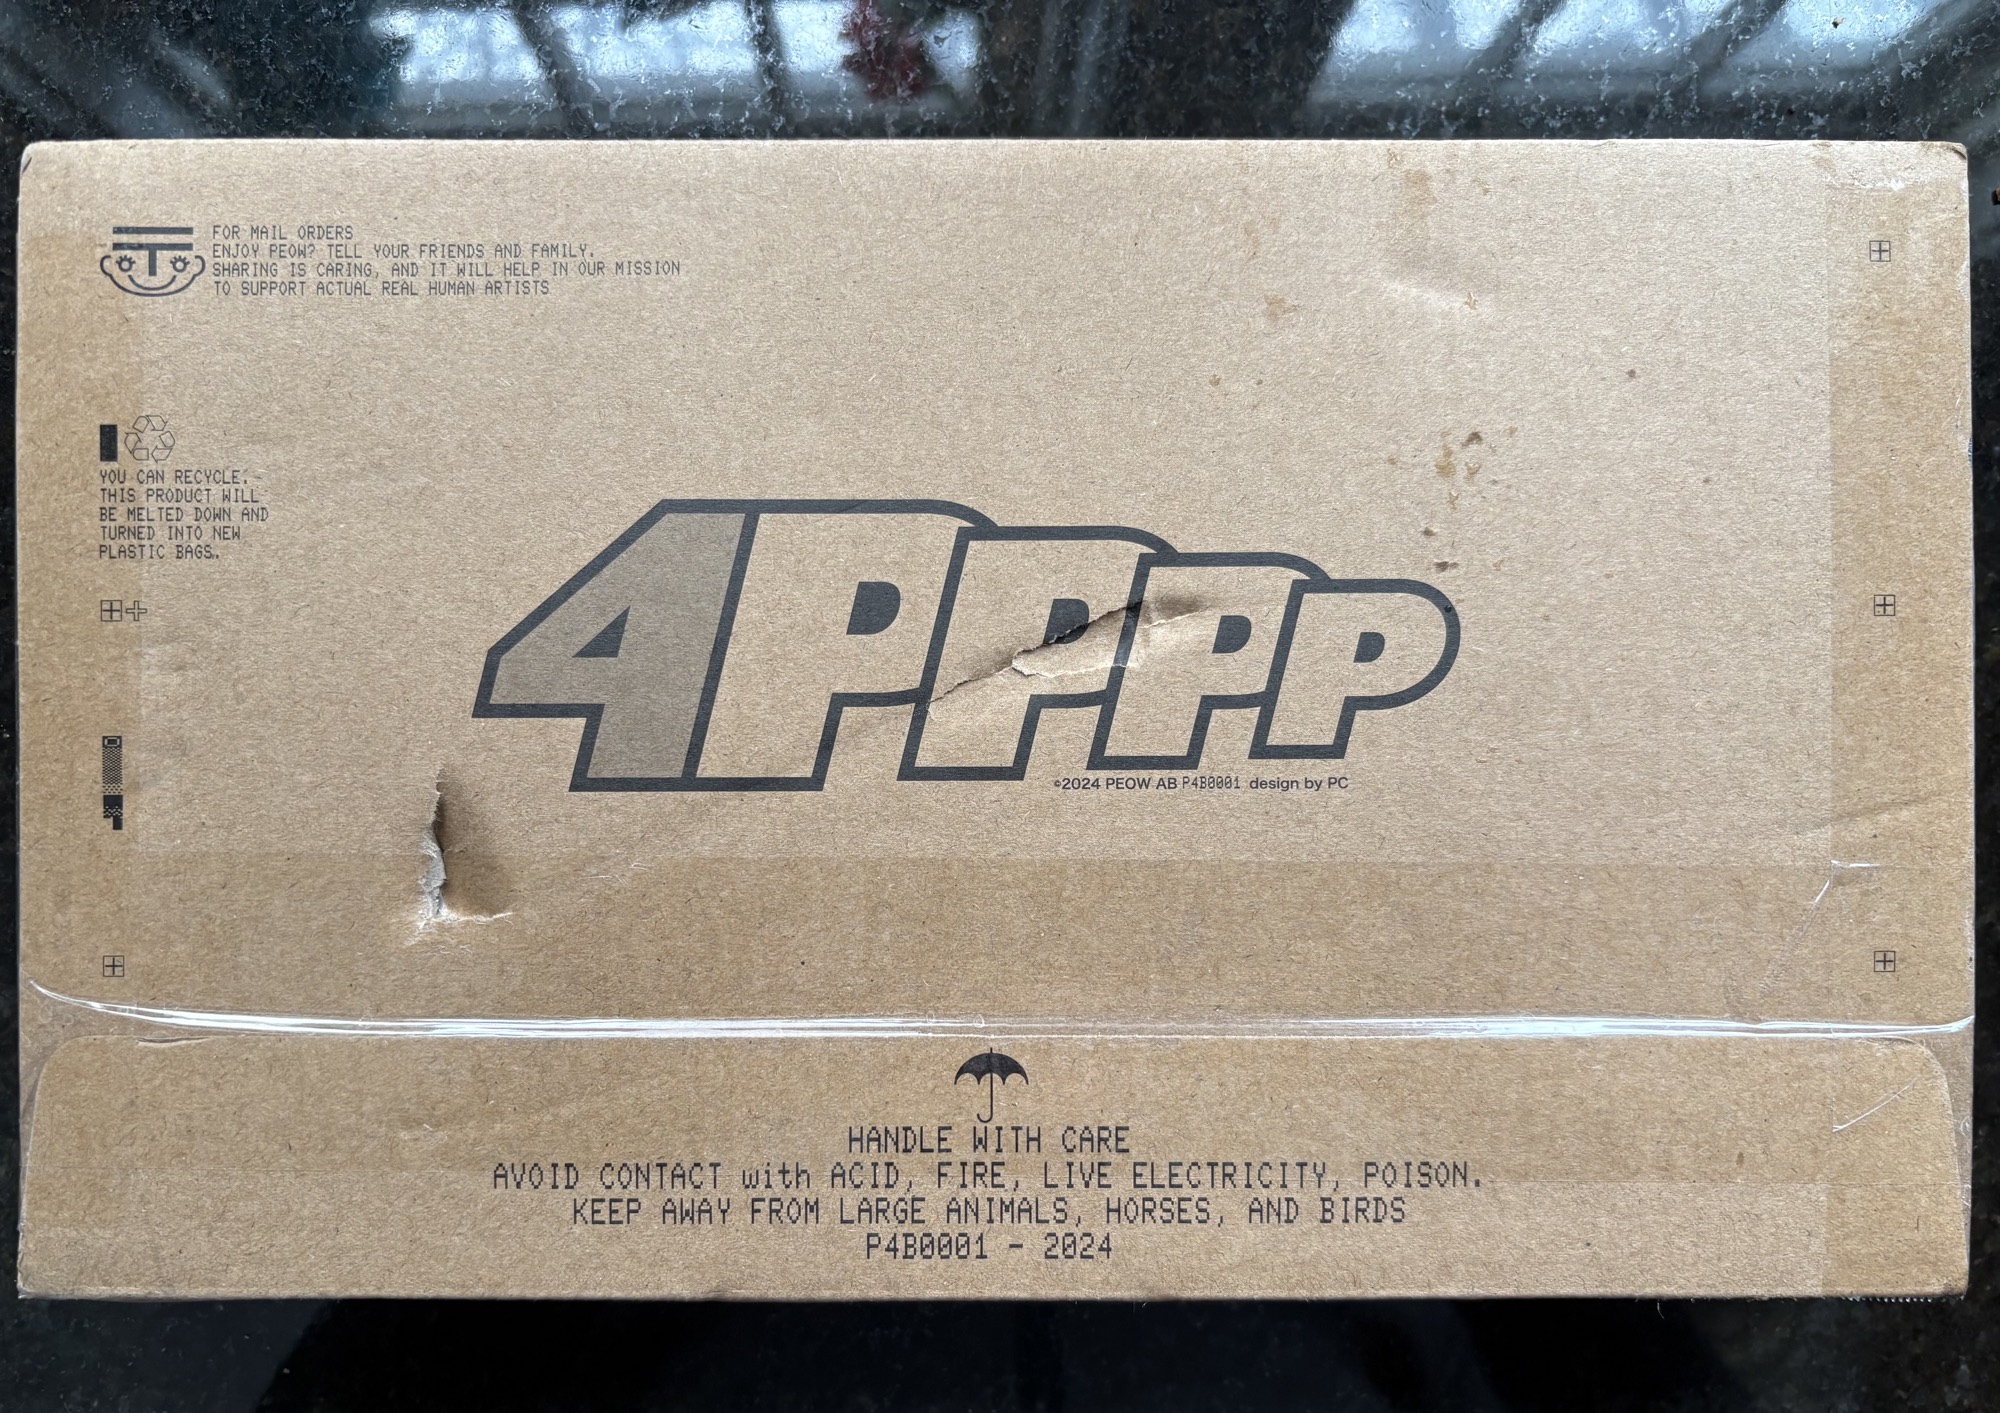 FOR MAIL ORDERS
ENJOY PEOW? TELL YOUR FRIENDS AND FAMILY.
SHARING IS CARING, AND IT WILL HELP IN OUR MISSION
TO SUPPORT ACTUAL REAL HUMAN ARTISTS
YOU CAN RECYCLE.
THIS PRODUCT WILL
BE MELTED DOWN AND
TURNED INTO NEW
PLASTIC BAGS.
4PPPP
©2024 PEOW AB P4B0001 design by PC
HANDLE WITH CARE
AVOID CONTACT with ACID, FIRE, LIVE ELECTRICITY, POISON.
KEEP AWAY FROM LARGE ANIMALS, HORSES, AND BIRDS
P4B0001 - 2024